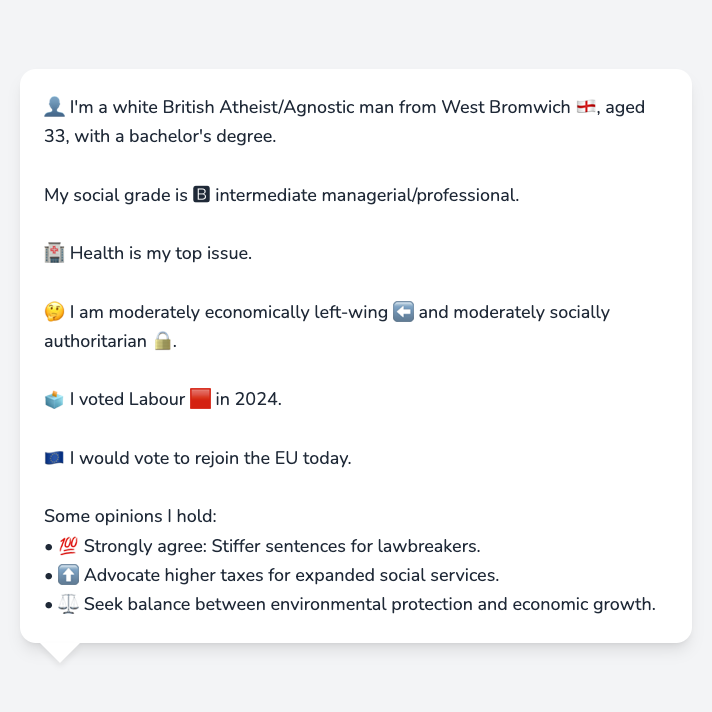 👤 I'm a white British Atheist/Agnostic man from West Bromwich 🏴󠁧󠁢󠁥󠁮󠁧󠁿, aged
33, with a bachelor's degree.
My social grade is 🅱 intermediate managerial/professional.
🏥 Health is my top issue.
🤔 I am moderately economically left-wing ⬅️ and moderately socially
authoritarian 🔒.
🗳️ I voted Labour 🟥 in 2024.
🇪🇺 I would vote to rejoin the EU today.
Some opinions I hold:
• 💯 Strongly agree: Stiffer sentences for lawbreakers.
• ⬆️ Advocate higher taxes for expanded social services.
• ⚖️ Seek balance between environmental protection and economic growth.